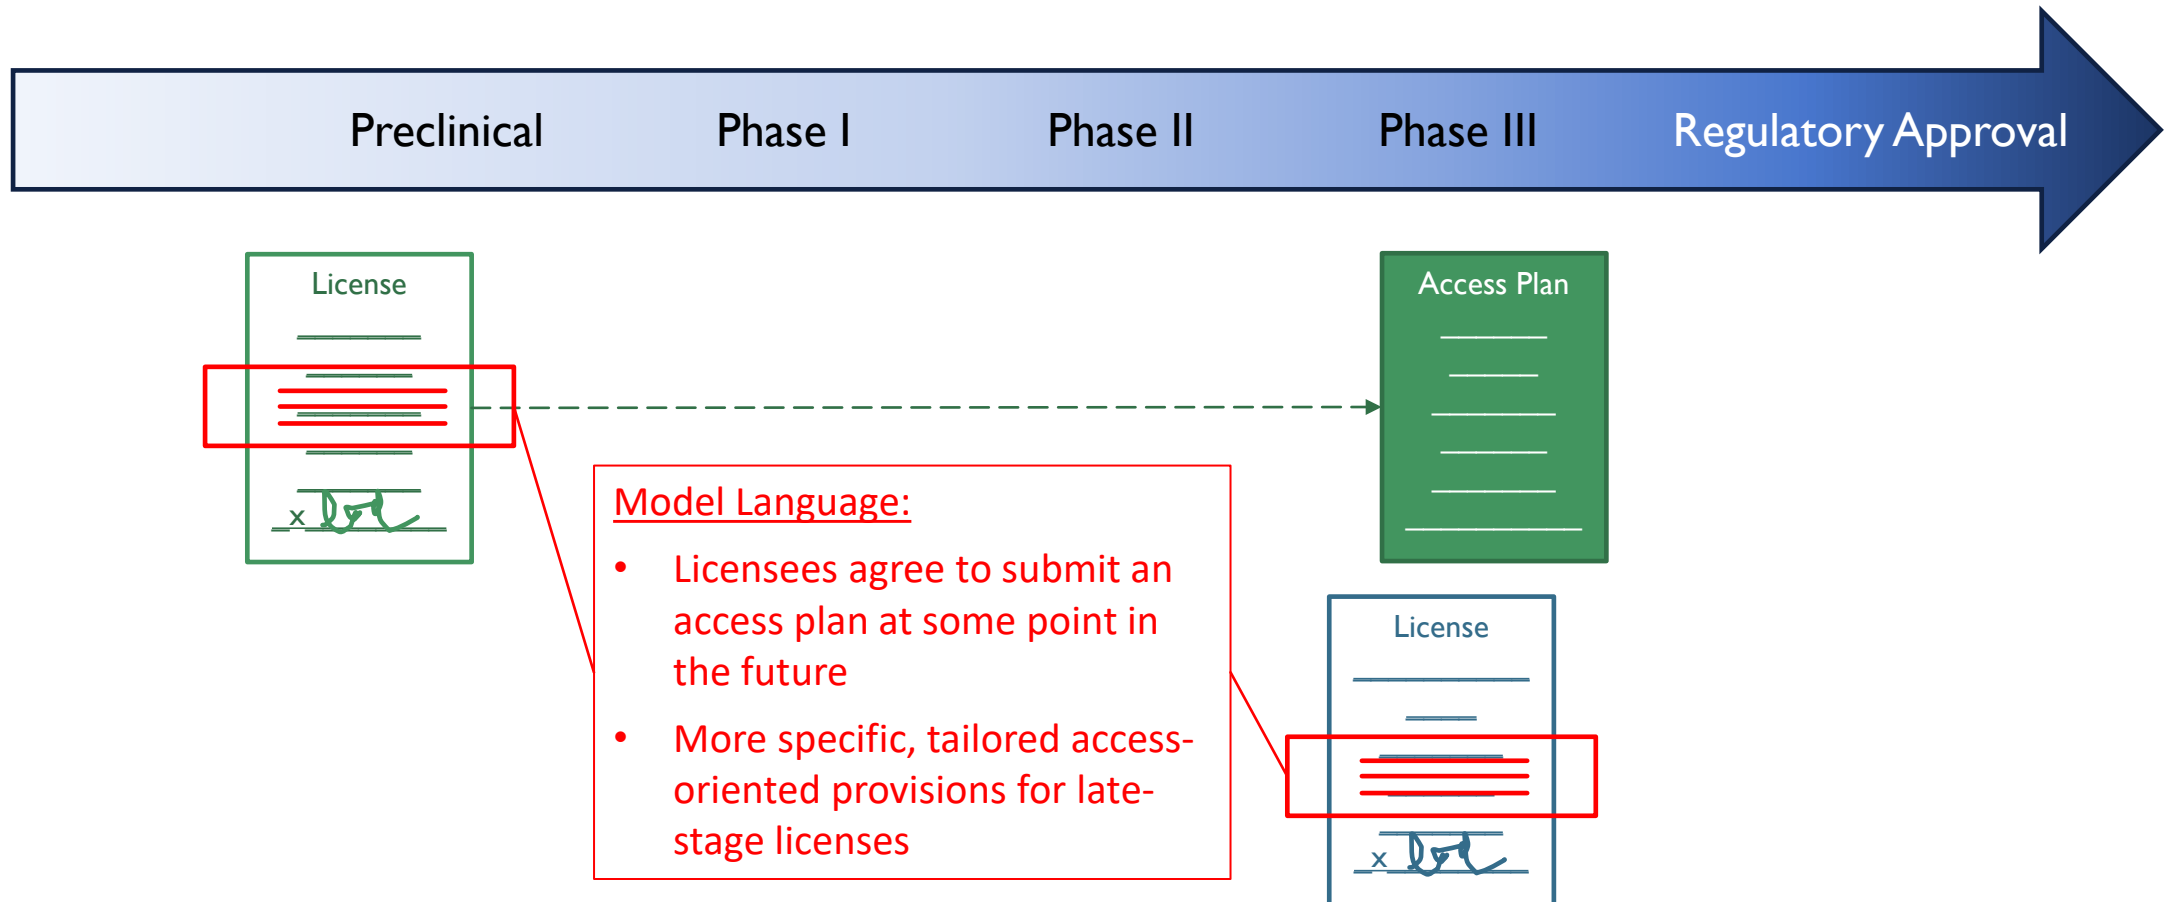 Preclinical Phase I Phase II Phase III Regulatory Approval
License
x
Access Plan
Model Language:
• Licensees agree to submit an
access plan at some point in
the future
• More specific, tailored access-
oriented provisions for late-
stage licenses
License
x